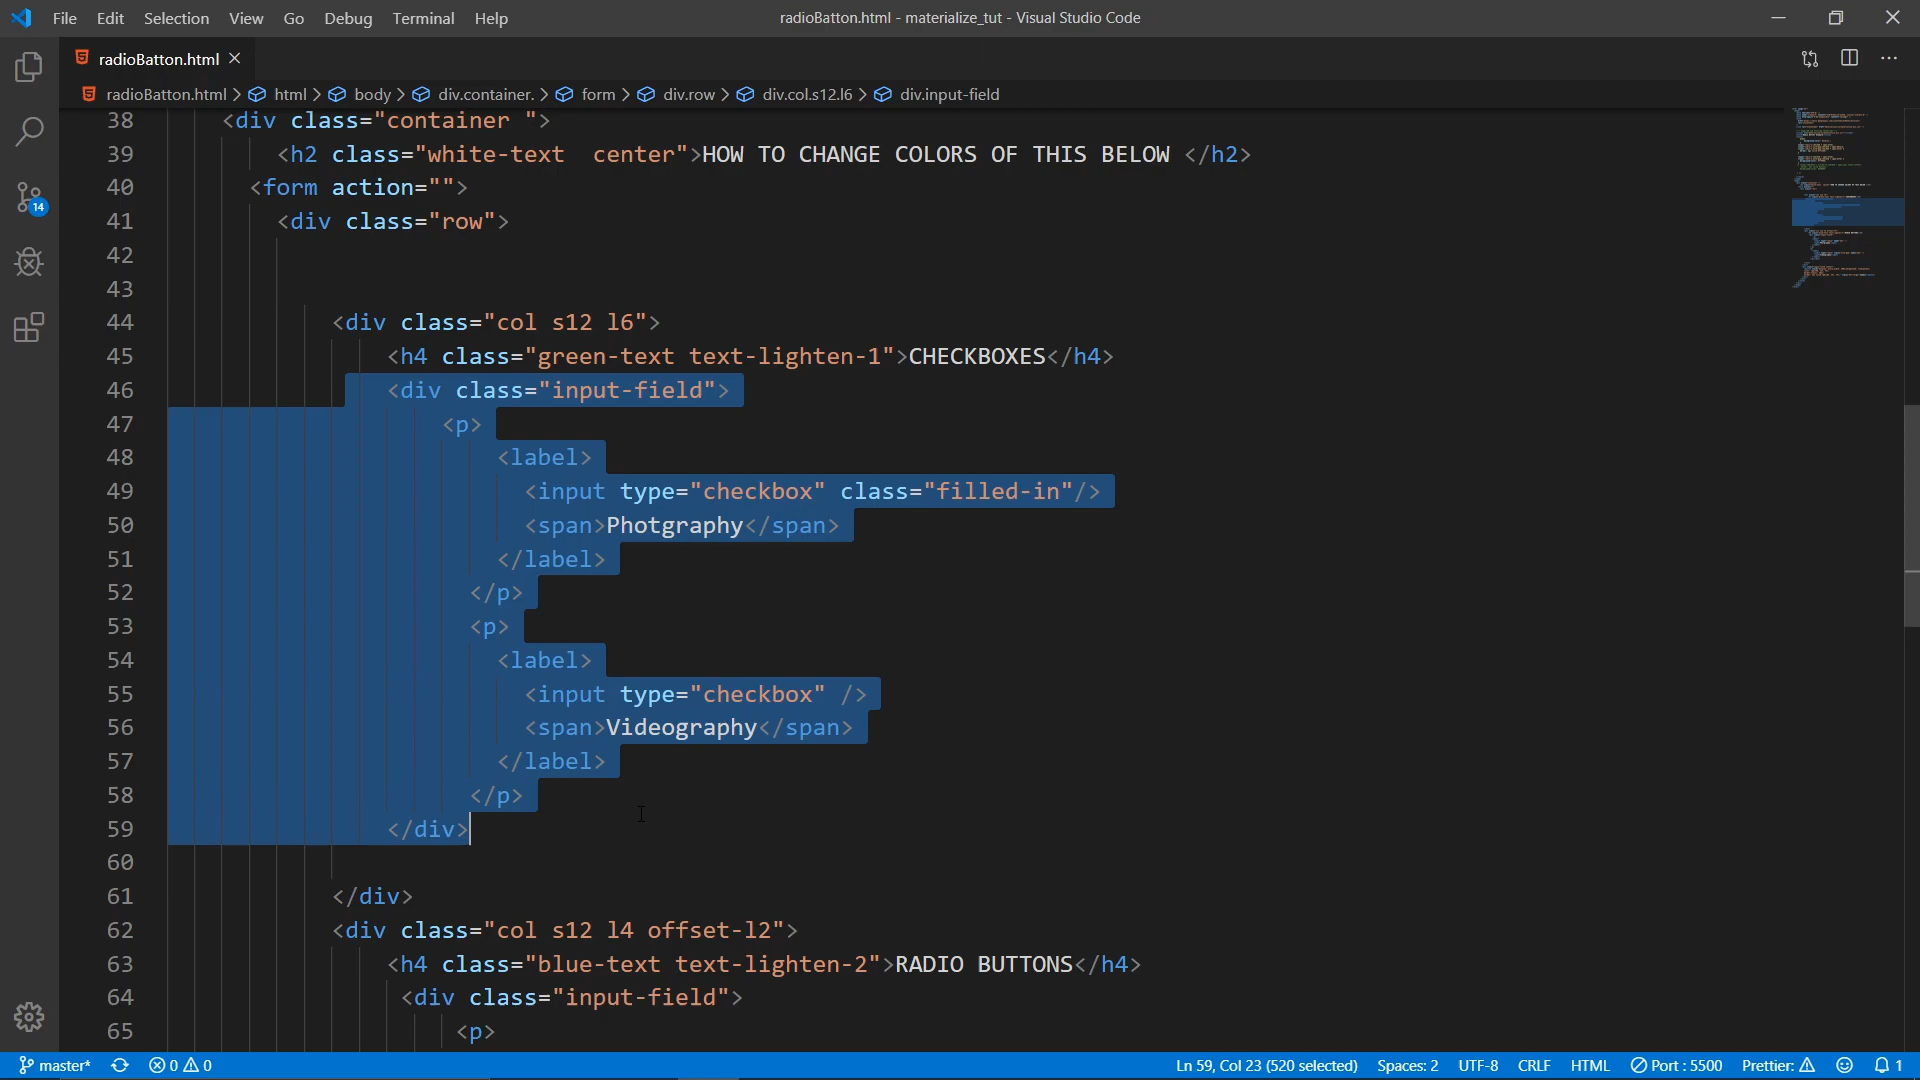 File Edit Selection View Go Debug Terminal Help
radioBatton.html - materialize_tut - Visual Studio Code
radioBatton.html
radioBatton.html > html > body > div.container. > form > div.row > div.col.s12.l6 > div.input-field
38 <div class="container ">
39 <h2 class="white-text  center">HOW TO CHANGE COLORS OF THIS BELOW </h2>
40 <form action="">
41 <div class="row">
42
43
44 <div class="col s12 l6">
45 <h4 class="green-text text-lighten-1">CHECKBOXES</h4>
46 <div class="input-field">
47 <p>
48 <label>
49 <input type="checkbox" class="filled-in"/>
50 <span>Photgraphy</span>
51 </label>
52 </p>
53 <p>
54 <label>
55 <input type="checkbox" />
56 <span>Videography</span>
57 </label>
58 </p>
59 </div>
60
61 </div>
62 <div class="col s12 l4 offset-l2">
63 <h4 class="blue-text text-lighten-2">RADIO BUTTONS</h4>
64 <div class="input-field">
65 <p>
14
master* 0 0 Ln 59, Col 23 (520 selected) Spaces: 2 UTF-8 CRLF HTML Port : 5500 Prettier: 1